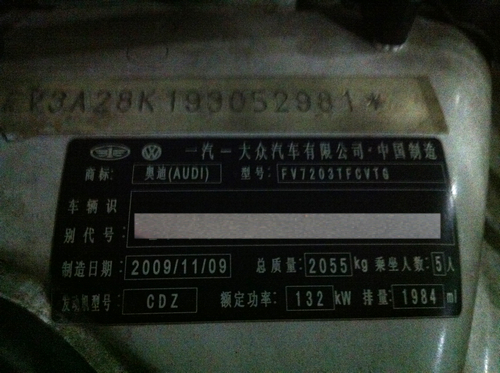 V3A28K193052981*
一汽一大众汽车有限公司·中国制造
商标: 奥迪(AUDI) 型号: FV7203TFCVTG
车辆识
别代号:
制造日期: 2009/11/09 总质量: 2055 kg 乘坐人数: 5 人
发动机型号: CDZ 额定功率: 132 kW 排量: 1984 ml